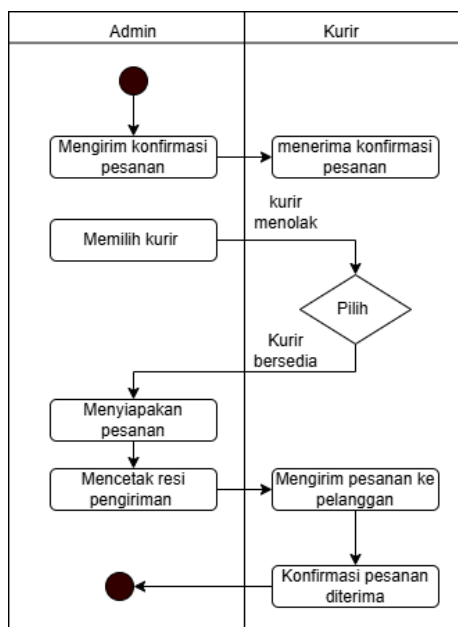 Admin
Kurir
Mengirim konfirmasi
pesanan
menerima konfirmasi
pesanan
kurir
menolak
Memilih kurir
Pilih
Kurir
bersedia
Menyiapakan
pesanan
Mencetak resi
pengiriman
Mengirim pesanan ke
pelanggan
Konfirmasi pesanan
diterima